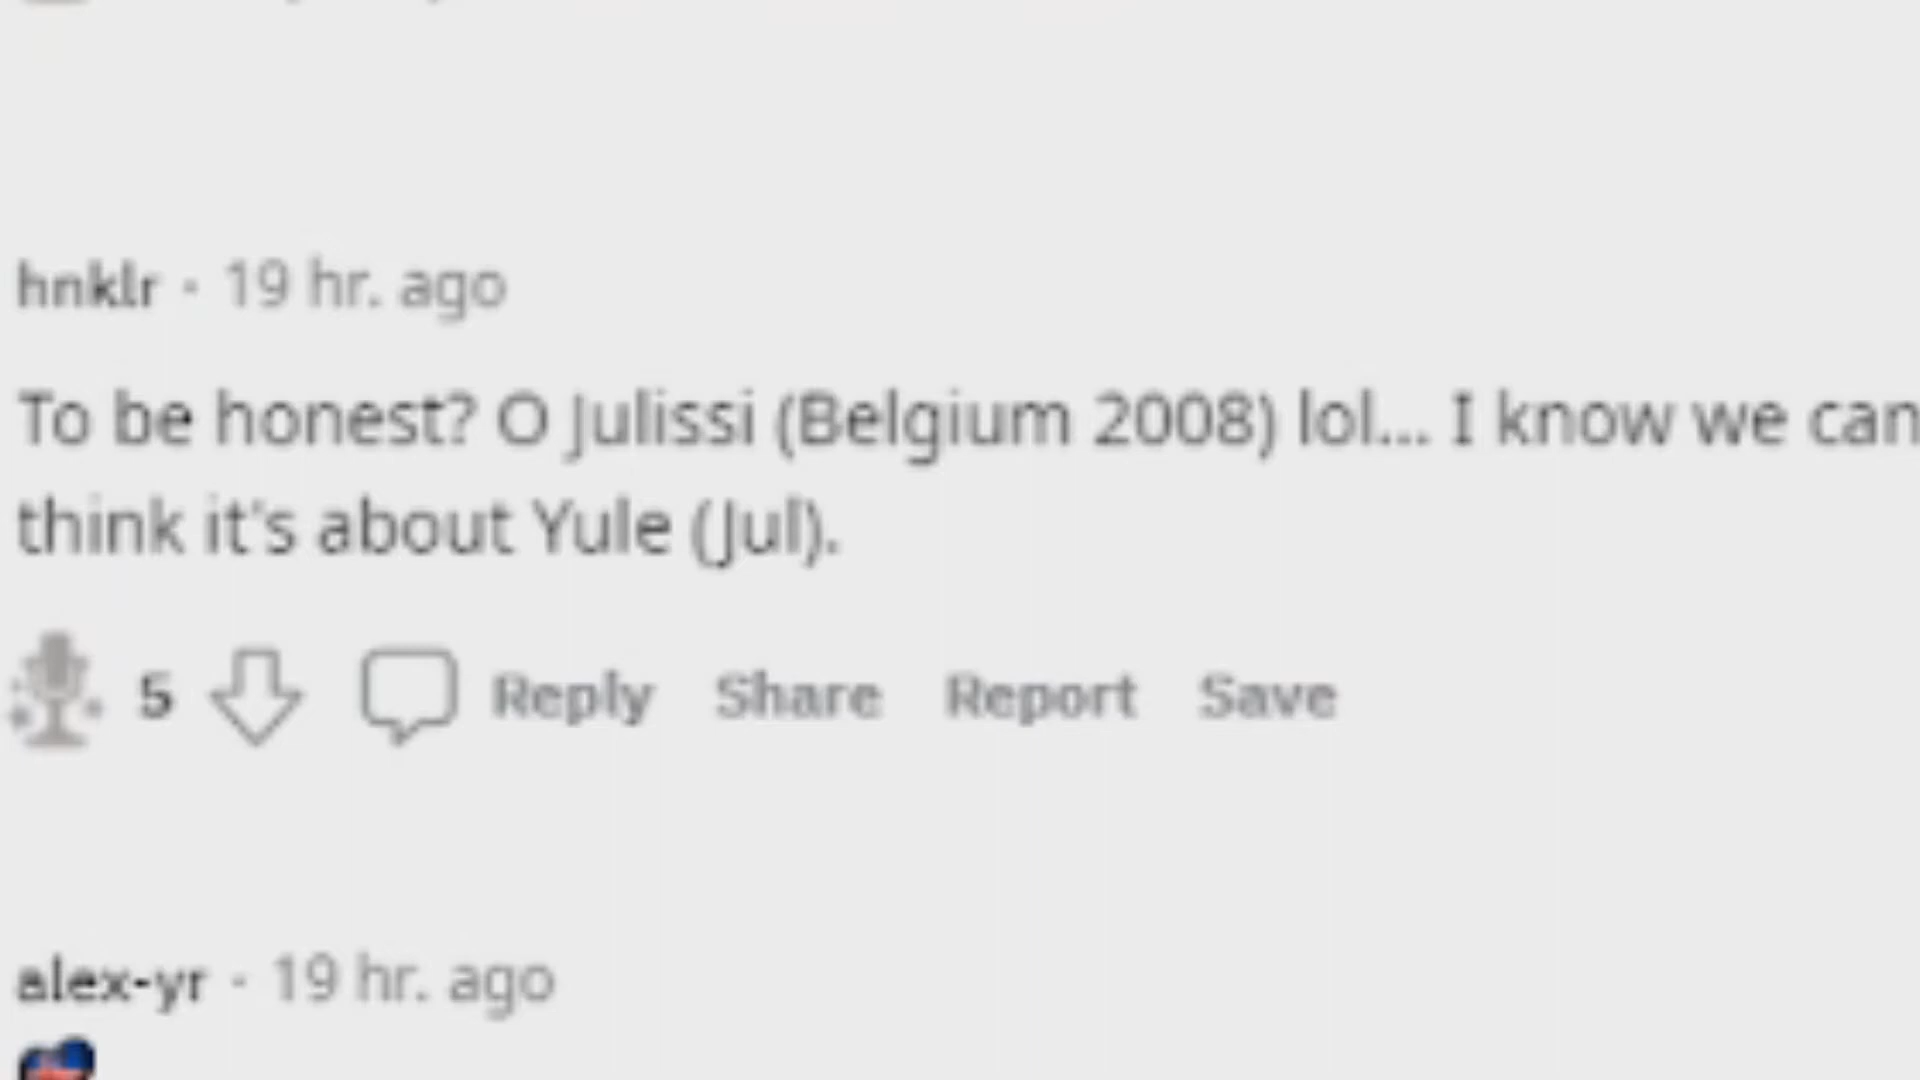 hnklr · 19 hr. ago
To be honest? O Julissi (Belgium 2008) lol... I know we can
think it's about Yule (Jul).
5 Reply Share Report Save
alex-yr · 19 hr. ago